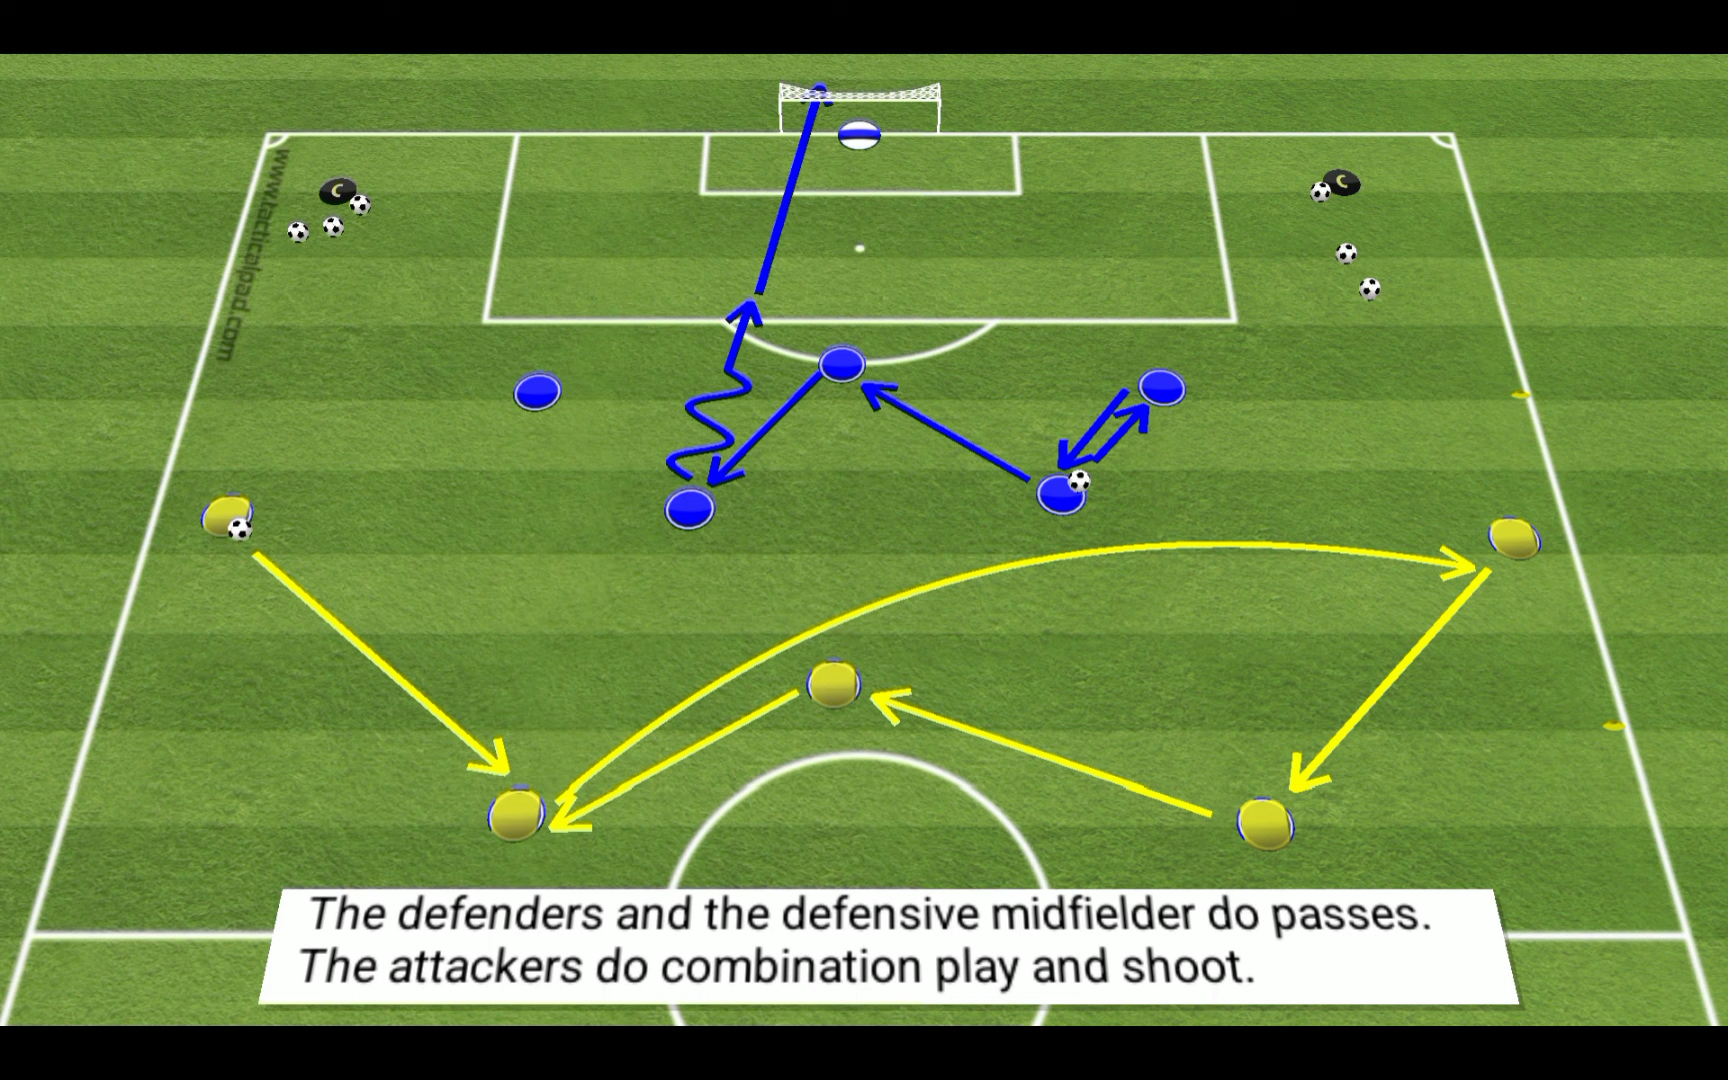 www.tacticalpad.com
C
C
The defenders and the defensive midfielder do passes.
The attackers do combination play and shoot.